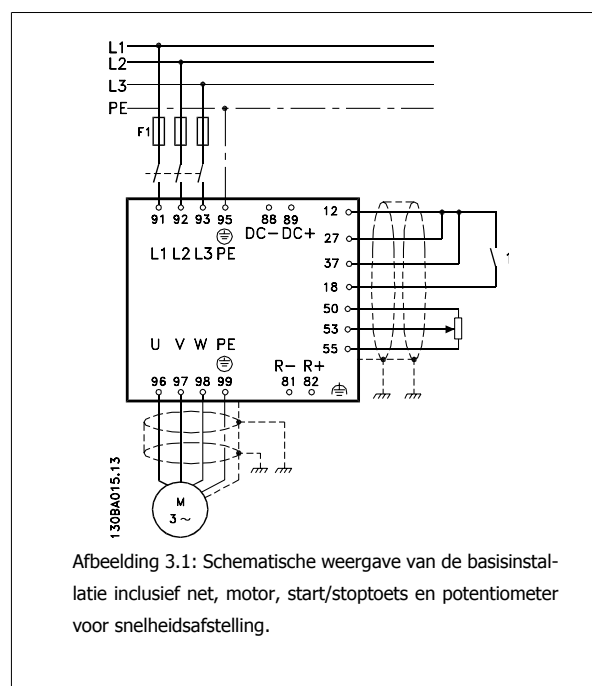 L1
L2
L3
PE
F1
91 92 93 95 88 89 12
DC- DC+
L1 L2 L3 PE
27
37
18
50
53
55
U V W PE
R- R+
96 97 98 99 81 82
M
3~
130BA015.13
Afbeelding 3.1: Schematische weergave van de basisinstal-
latie inclusief net, motor, start/stoptoets en potentiometer
voor snelheidsafstelling.